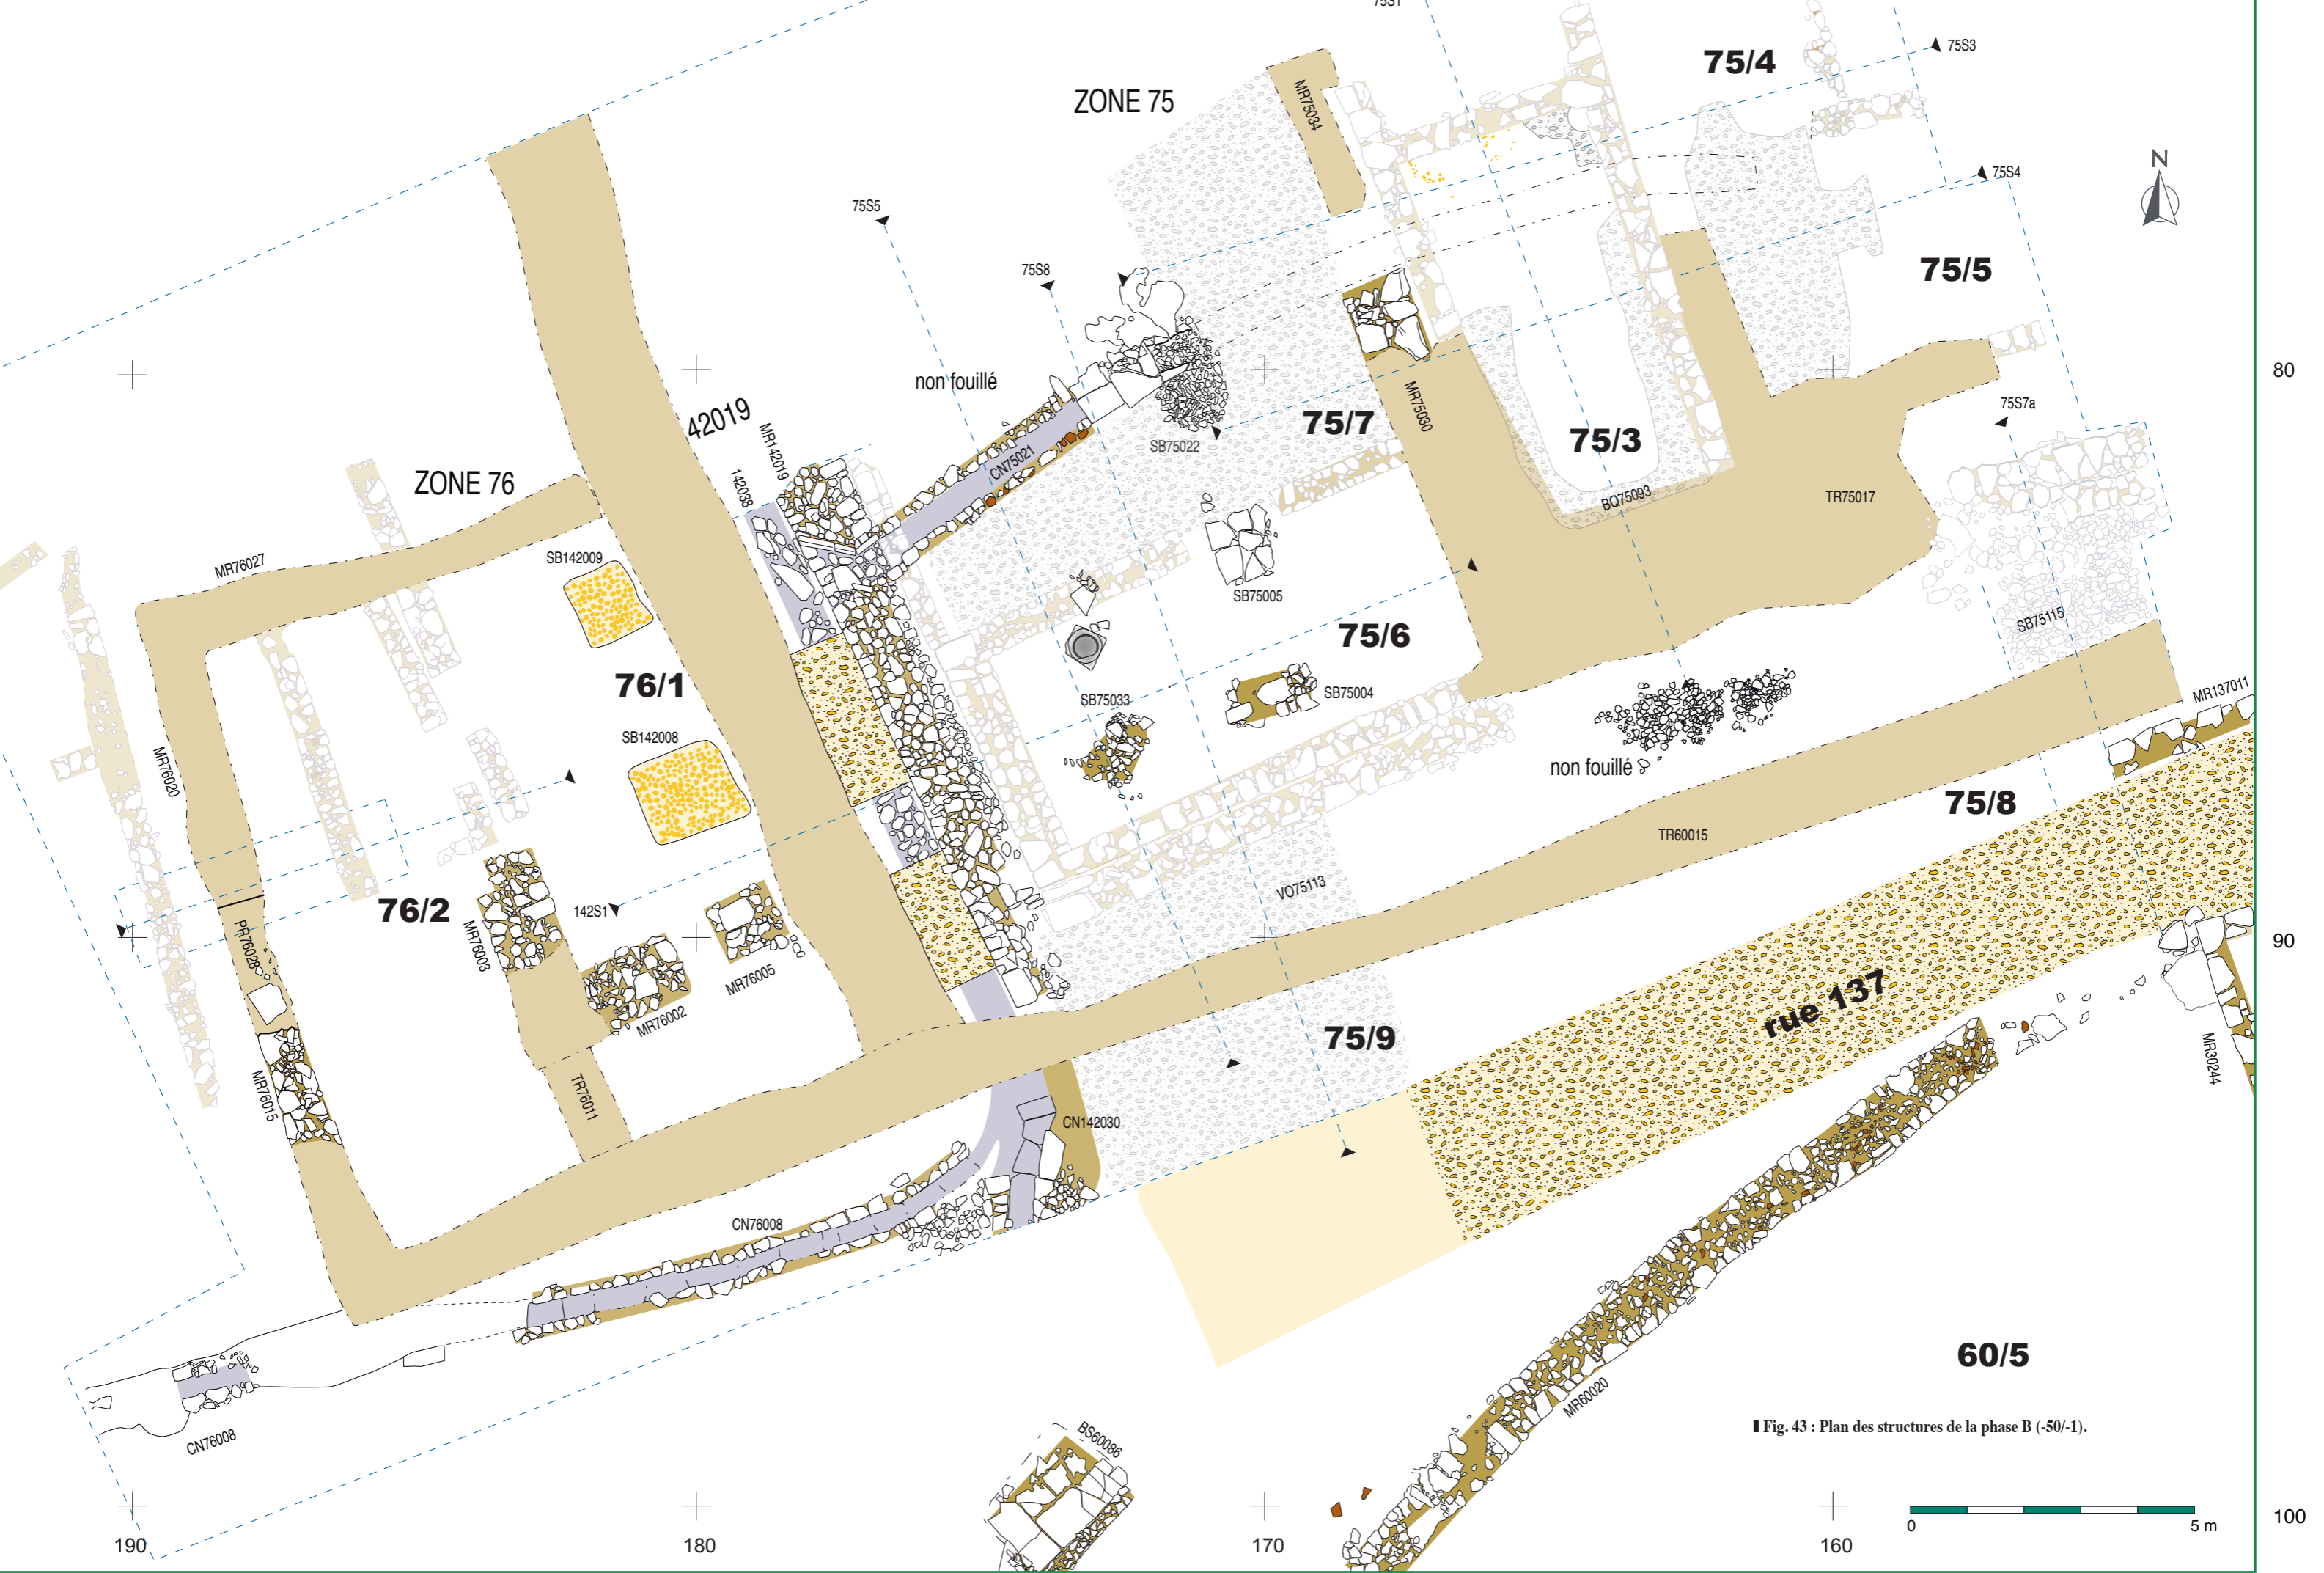 75S1
75/4
75S3
ZONE 75
MR75034
N
75S4
75S5
75S8
75/5
80
non fouillé
42019
MR142019
142038
CN75021
SB75022
75/7
MR75030
75/3
75S7a
ZONE 76
BQ75093
TR75017
MR76027
SB142009
SB75005
SB75115
75/6
76/1
SB75033
SB75004
MR137011
SB142008
MR76020
non fouillé
75/8
TR60015
VO75113
76/2
142S1
MR76003
PR76028
MR76005
MR76002
90
rue 137
75/9
MR30244
MR76015
TR76011
CN142030
CN76008
60/5
MR60020
CN76008
BS60086
Fig. 43 : Plan des structures de la phase B (-50/-1).
0 5 m
100
190 180 170 160